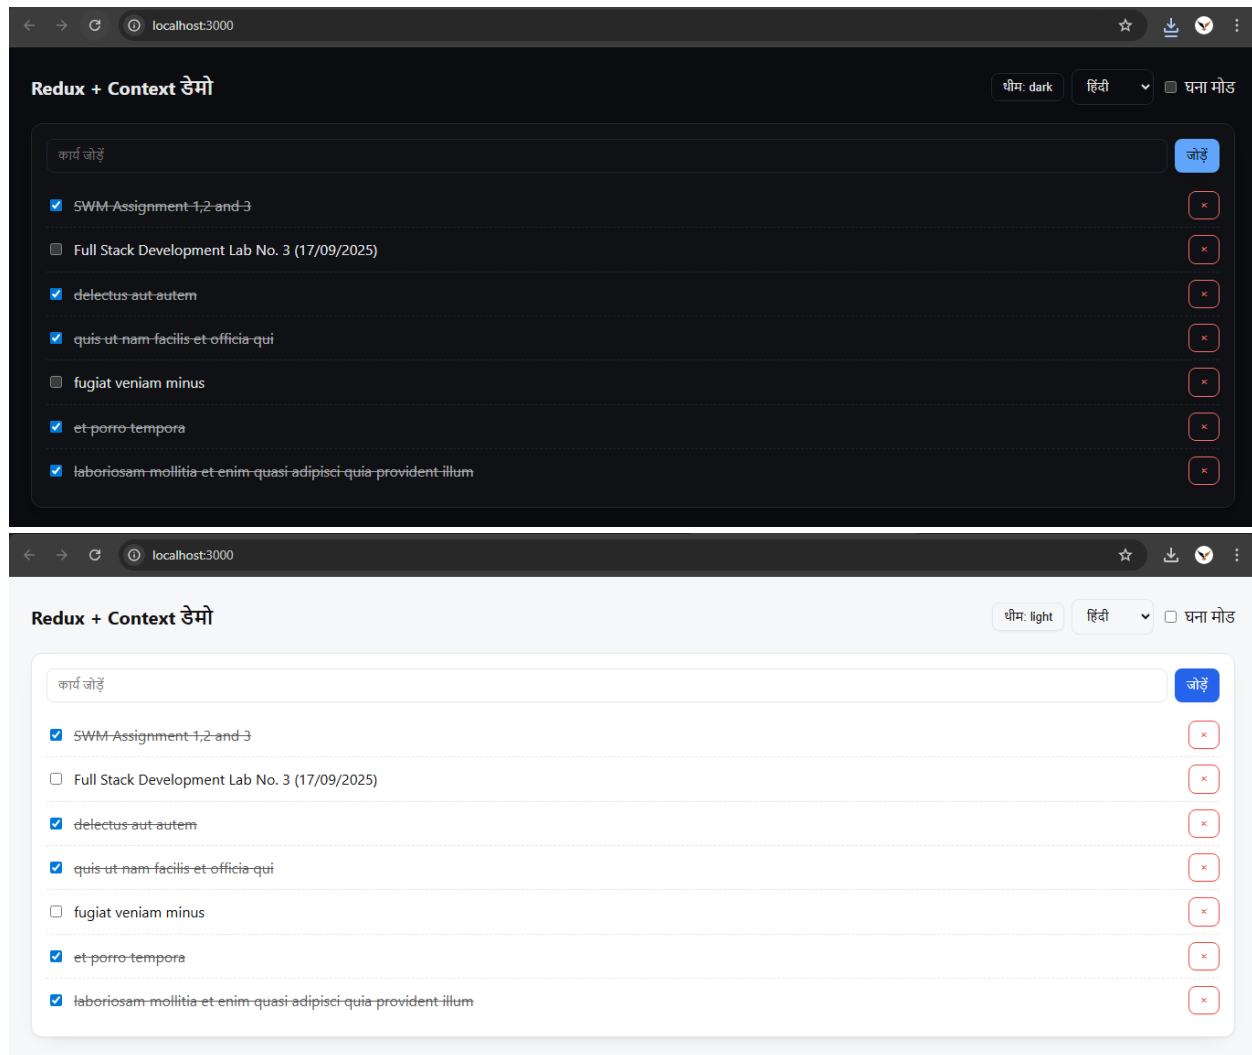 localhost:3000
Redux + Context डेमो
थीम: dark हिंदी घना मोड
कार्य जोड़ें जोड़ें
SWM Assignment 1,2 and 3 ×
Full Stack Development Lab No. 3 (17/09/2025) ×
delectus aut autem ×
quis ut nam facilis et officia qui ×
fugiat veniam minus ×
et porro tempora ×
laboriosam mollitia et enim quasi adipisci quia provident illum ×
localhost:3000
Redux + Context डेमो
थीम: light हिंदी घना मोड
कार्य जोड़ें जोड़ें
SWM Assignment 1,2 and 3 ×
Full Stack Development Lab No. 3 (17/09/2025) ×
delectus aut autem ×
quis ut nam facilis et officia qui ×
fugiat veniam minus ×
et porro tempora ×
laboriosam mollitia et enim quasi adipisci quia provident illum ×